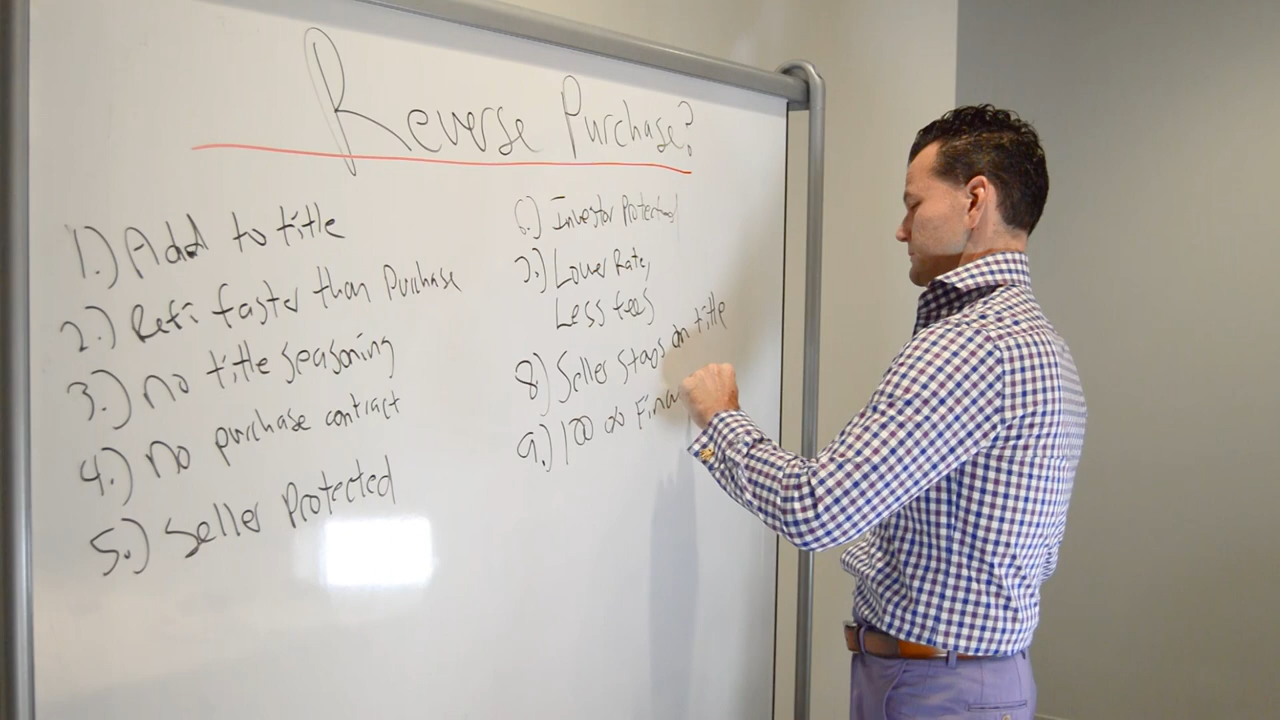 Reverse Purchase?
1.) Add to title
2.) Refi faster than Purchase
3.) no title seasoning
4.) no purchase contract
5.) Seller Protected
6.) Investor Protected
7.) Lower Rate,
Less fees
8) Seller stays on title
9.) 100 % Fina